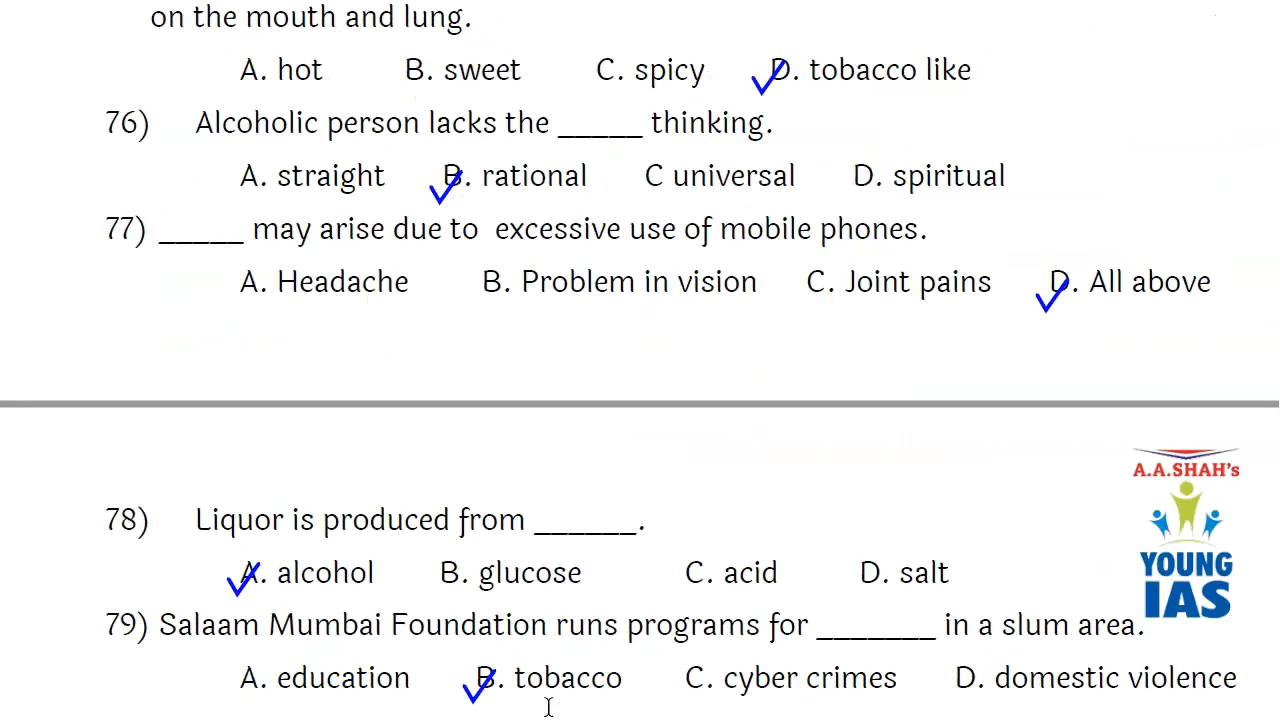 on the mouth and lung.
A. hot B. sweet C. spicy D. tobacco like
76) Alcoholic person lacks the _____ thinking.
A. straight B. rational C universal D. spiritual
77) _____ may arise due to excessive use of mobile phones.
A. Headache B. Problem in vision C. Joint pains D. All above
A.A.SHAH's
YOUNG
IAS
78) Liquor is produced from ______.
A. alcohol B. glucose C. acid D. salt
79) Salaam Mumbai Foundation runs programs for _______ in a slum area.
A. education B. tobacco C. cyber crimes D. domestic violence